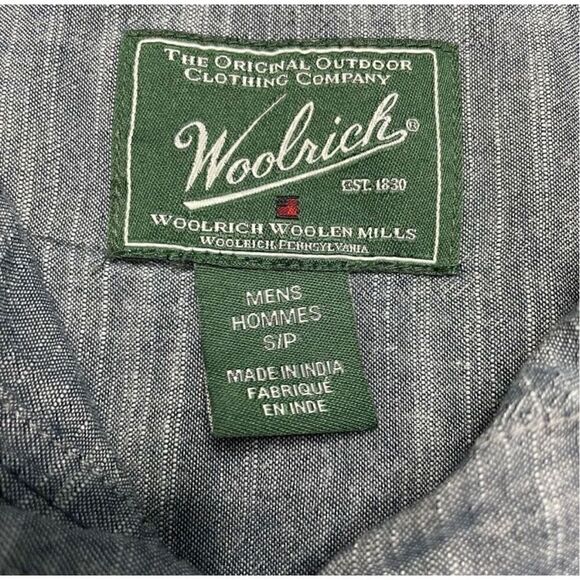 The Original Outdoor
Clothing Company
Woolrich®
Est. 1830
Woolrich Woolen Mills
Woolrich, Pennsylvania
MENS
HOMMES
S/P
MADE IN INDIA
FABRIQUÉ
EN INDE